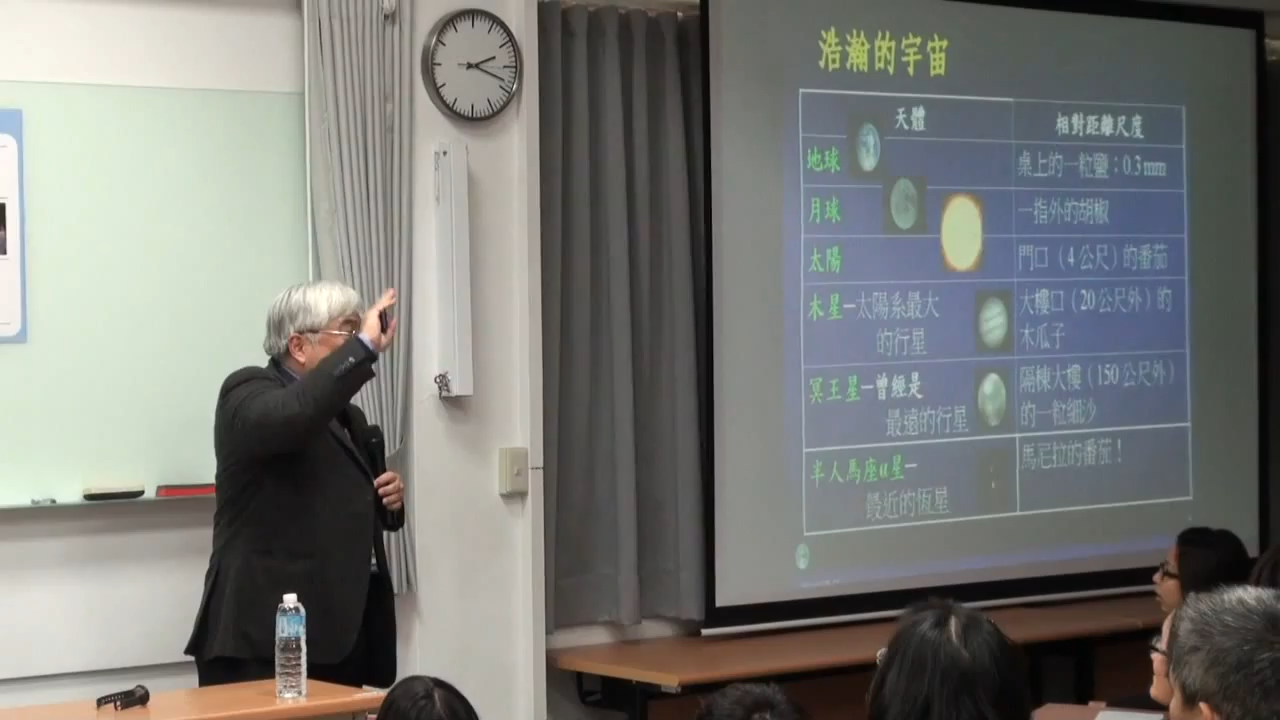 浩瀚的宇宙
天體
相對距離尺度
地球
桌上的一粒鹽：0.3mm
月球
一指外的胡椒
太陽
門口（4公尺）的番茄
木星－太陽系最大
的行星
大樓口（20公尺外）的
木瓜子
冥王星－曾經是
最遠的行星
隔棟大樓（150公尺外）
的一粒細沙
半人馬座α星－
最近的恆星
馬尼拉的番茄！